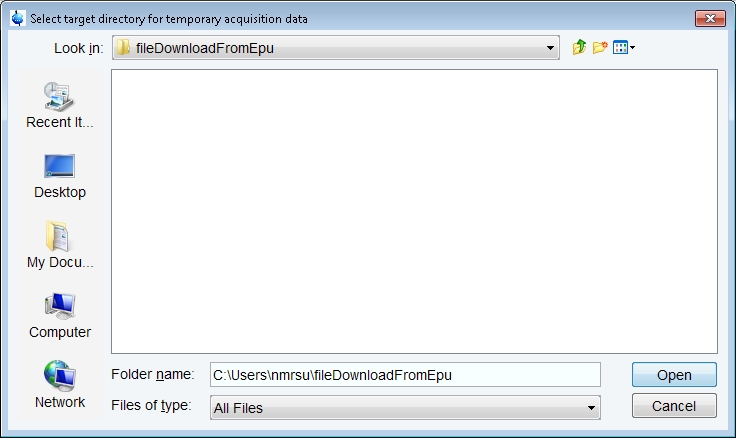 Select target directory for temporary acquisition data
Look in:
fileDownloadFromEpu
Recent It...
Desktop
My Docu...
Computer
Network
Folder name:
C:\Users\nmrsu\fileDownloadFromEpu
Open
Files of type:
All Files
Cancel